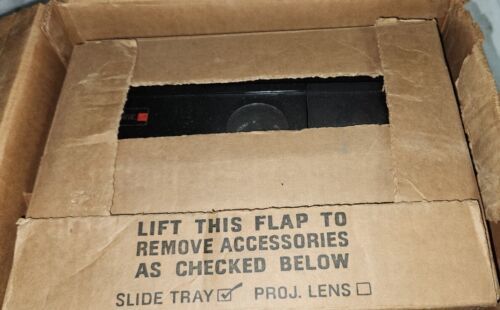 LIFT THIS FLAP TO
REMOVE ACCESSORIES
AS CHECKED BELOW
SLIDE TRAY ☑ PROJ. LENS ☐